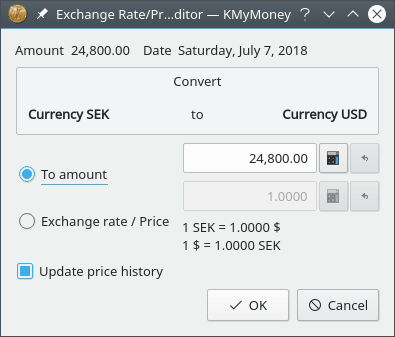 Exchange Rate/Pr...ditor — KMyMoney
Amount 24,800.00 Date Saturday, July 7, 2018
Convert
Currency SEK to Currency USD
To amount 24,800.00
1.0000
Exchange rate / Price
1 SEK = 1.0000 $
1 $ = 1.0000 SEK
Update price history
OK Cancel